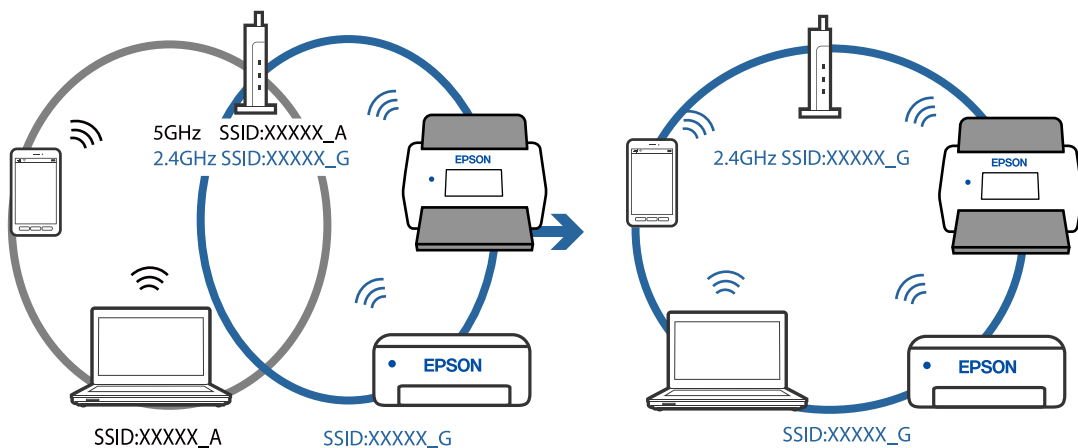 5GHz SSID:XXXXX_A
2.4GHz SSID:XXXXX_G
EPSON
EPSON
SSID:XXXXX_A
SSID:XXXXX_G
2.4GHz SSID:XXXXX_G
EPSON
EPSON
SSID:XXXXX_G